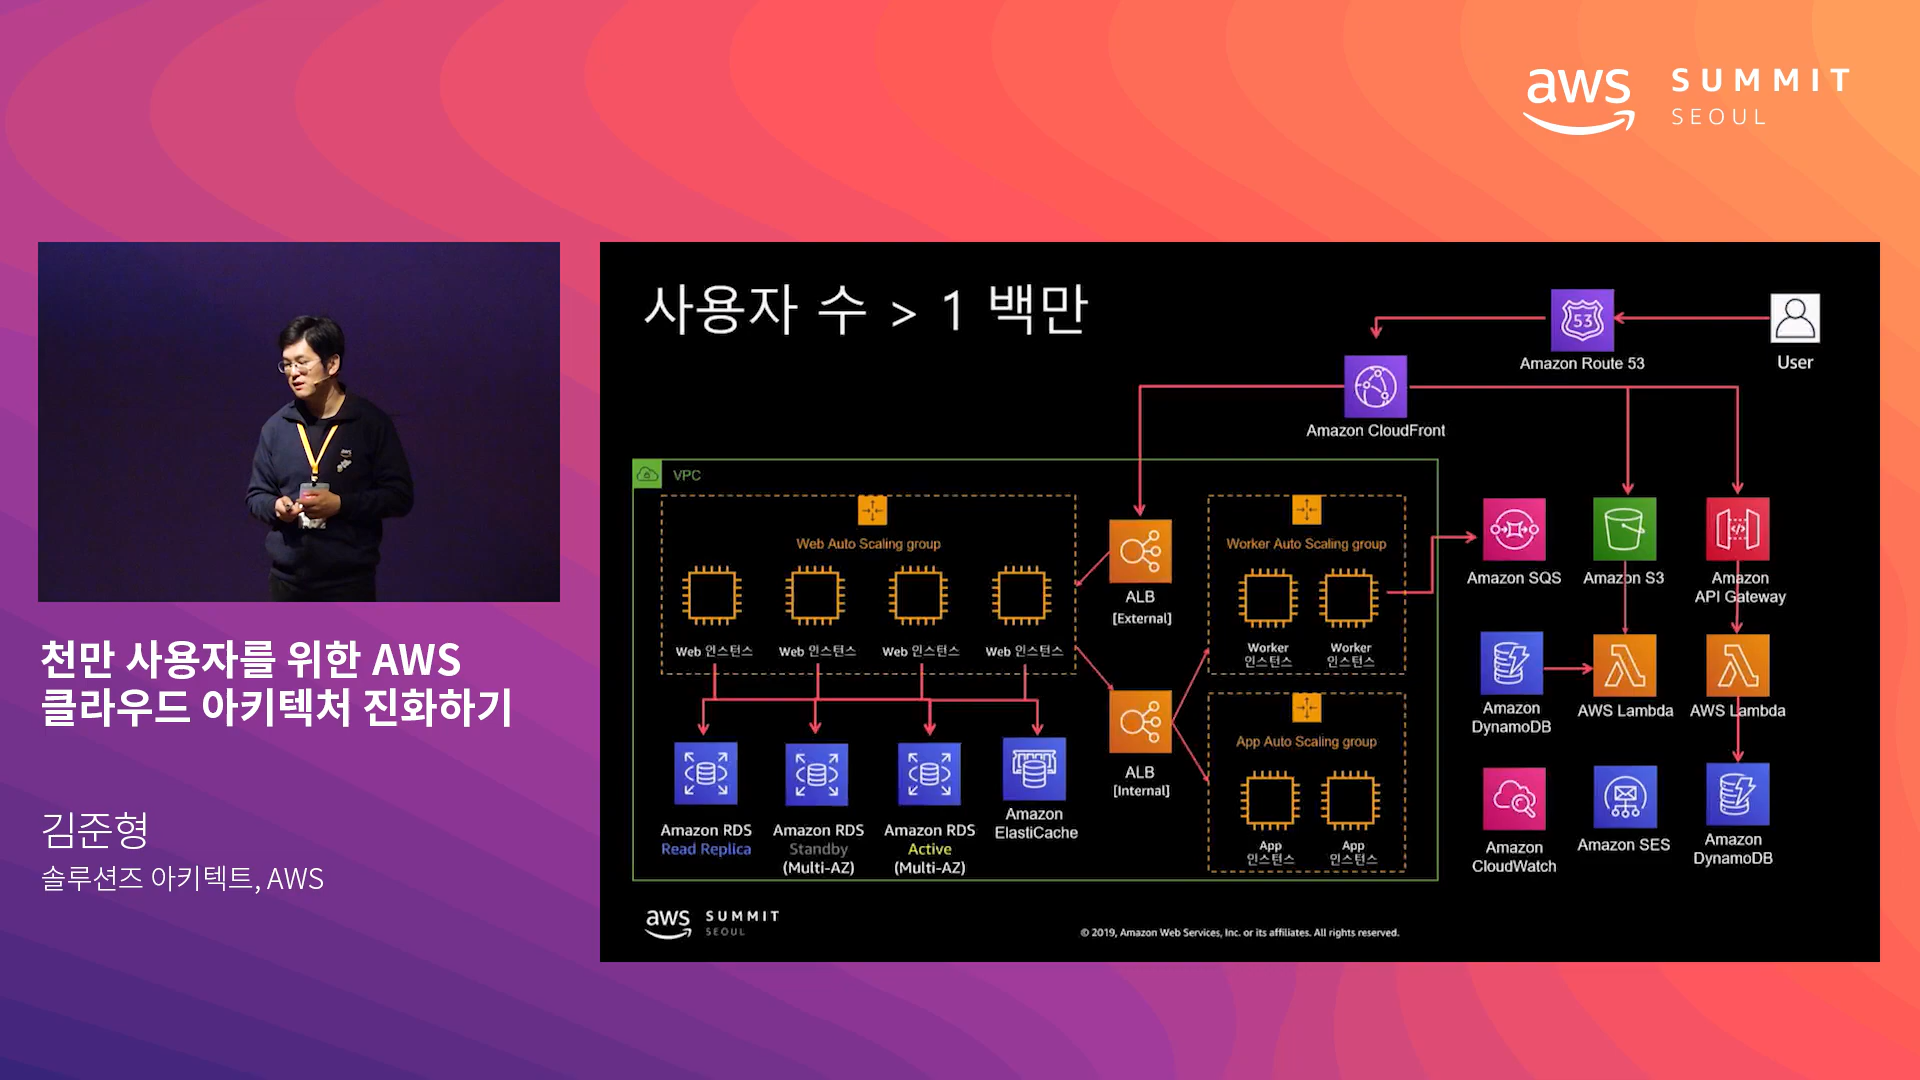 aws SUMMIT
SEOUL
천만 사용자를 위한 AWS
클라우드 아키텍처 진화하기
김준형
솔루션즈 아키텍트, AWS
사용자 수 > 1 백만
53
Amazon Route 53
User
Amazon CloudFront
VPC
Web Auto Scaling group
Web 인스턴스
Web 인스턴스
Web 인스턴스
Web 인스턴스
ALB
[External]
Worker Auto Scaling group
Worker
인스턴스
Worker
인스턴스
Amazon SQS
Amazon S3
Amazon
API Gateway
Amazon RDS
Read Replica
Amazon RDS
Standby
(Multi-AZ)
Amazon RDS
Active
(Multi-AZ)
Amazon
ElastiCache
ALB
[Internal]
App Auto Scaling group
App
인스턴스
App
인스턴스
Amazon
DynamoDB
AWS Lambda
AWS Lambda
Amazon
CloudWatch
Amazon SES
Amazon
DynamoDB
aws SUMMIT
SEOUL
© 2019, Amazon Web Services, Inc. or its affiliates. All rights reserved.
aws